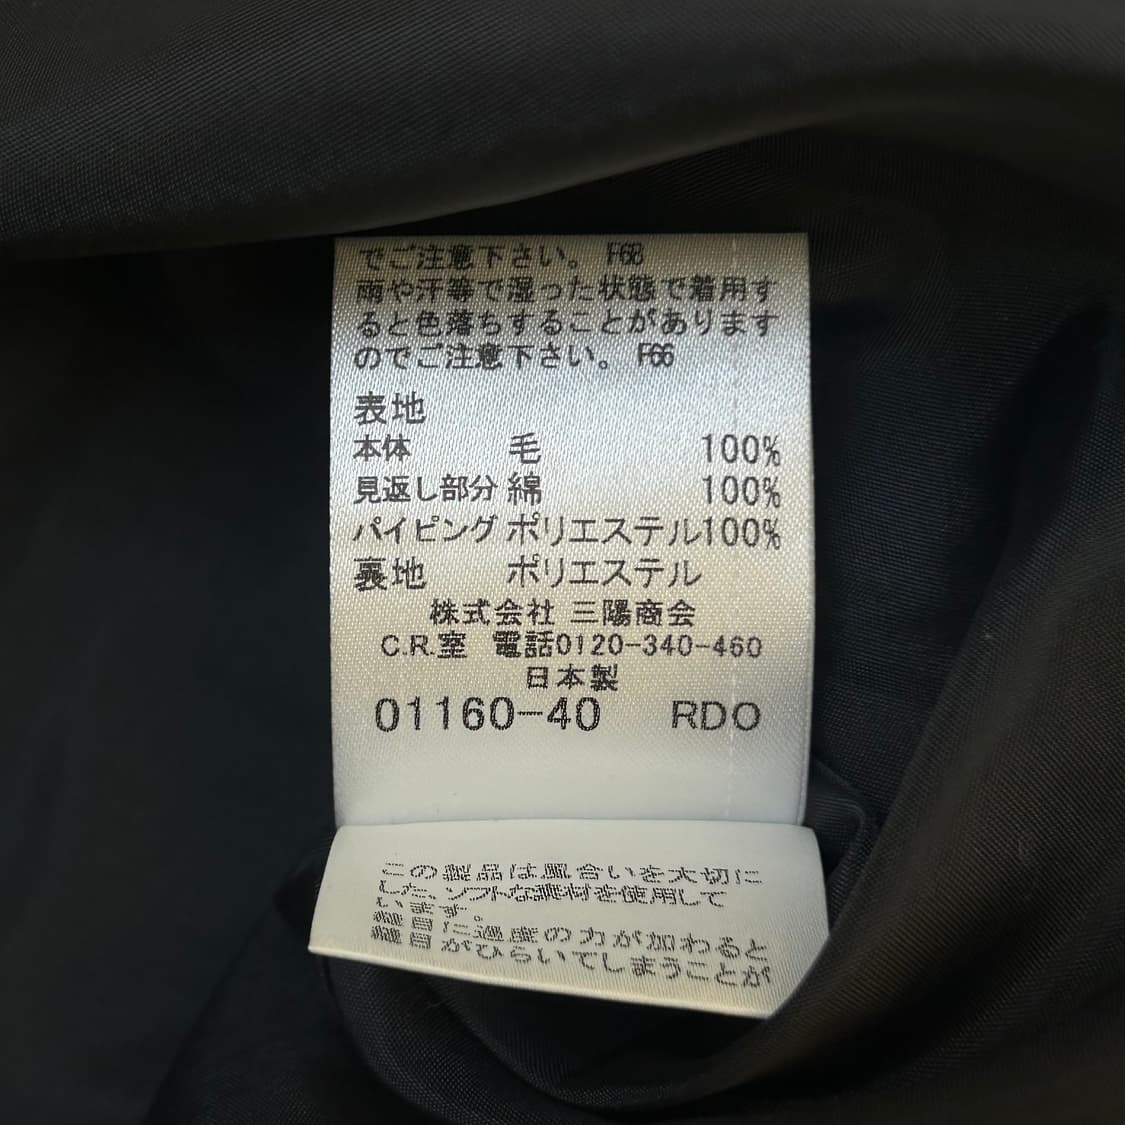 でご注意下さい。 F68
雨や汗等で湿った状態で着用す
ると色落ちすることがあります
のでご注意下さい。 F66
表地
本体 毛 100%
見返し部分 綿 100%
パイピング ポリエステル100%
裏地 ポリエステル
株式会社 三陽商会
C.R.室 電話0120-340-460
日本製
01160-40 RDO
この製品は風合いを大切に
した、ソフトな素材を使用して
います。
縫目に過度の力が加わると
縫目がひらいてしまうことが